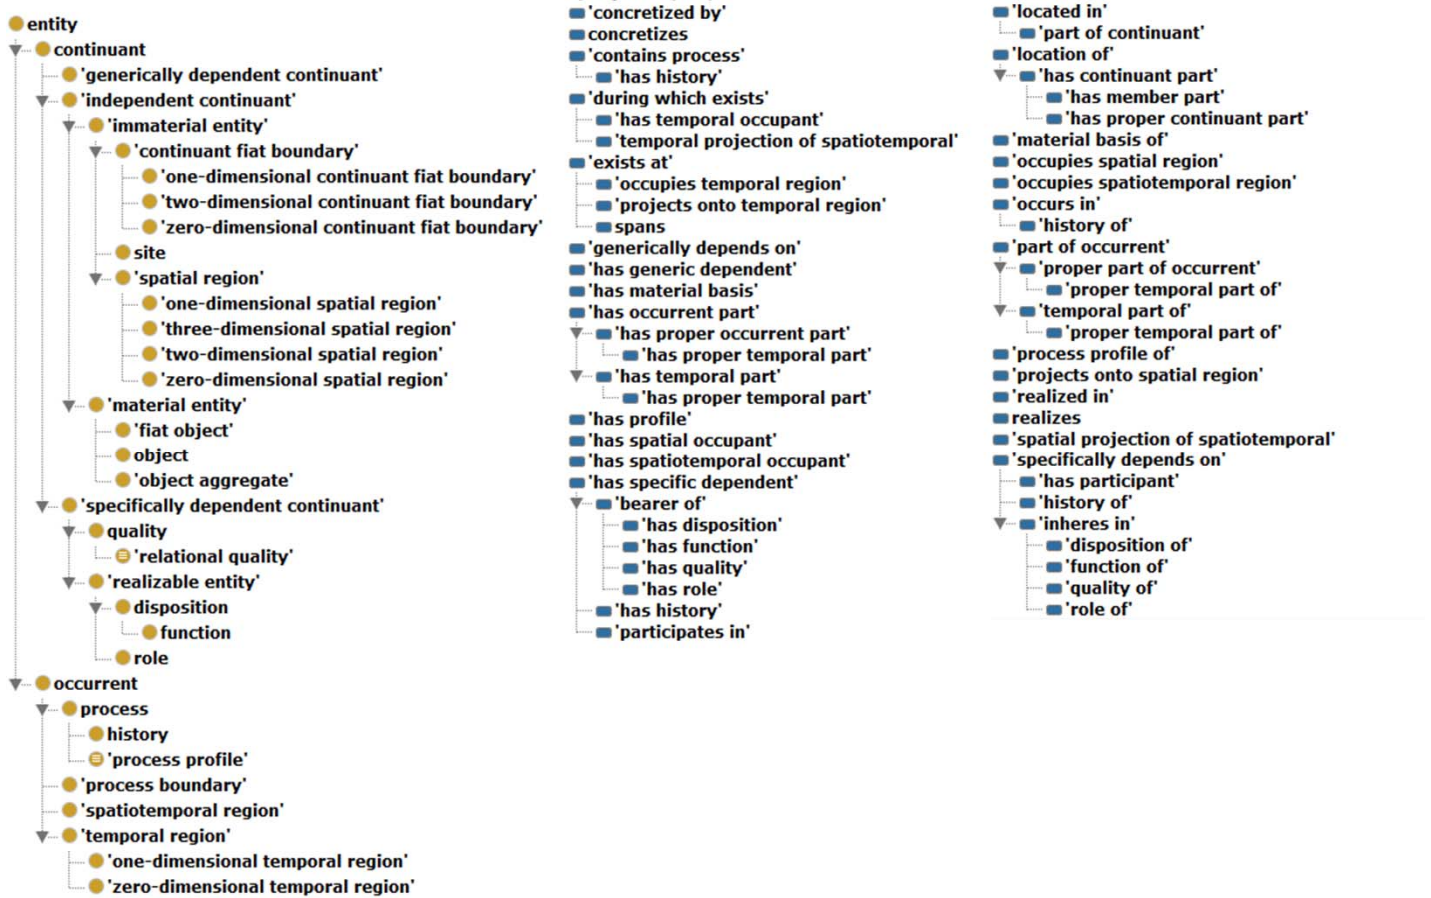 entity
continuant
'generically dependent continuant'
'independent continuant'
'immaterial entity'
'continuant fiat boundary'
'one-dimensional continuant fiat boundary'
'two-dimensional continuant fiat boundary'
'zero-dimensional continuant fiat boundary'
site
'spatial region'
'one-dimensional spatial region'
'three-dimensional spatial region'
'two-dimensional spatial region'
'zero-dimensional spatial region'
'material entity'
'fiat object'
object
'object aggregate'
'specifically dependent continuant'
quality
'relational quality'
'realizable entity'
disposition
function
role
occurrent
process
history
'process profile'
'process boundary'
'spatiotemporal region'
'temporal region'
'one-dimensional temporal region'
'zero-dimensional temporal region'
'concretized by'
concretizes
'contains process'
'has history'
'during which exists'
'has temporal occupant'
'temporal projection of spatiotemporal'
'exists at'
'occupies temporal region'
'projects onto temporal region'
spans
'generically depends on'
'has generic dependent'
'has material basis'
'has occurrent part'
'has proper occurrent part'
'has proper temporal part'
'has temporal part'
'has proper temporal part'
'has profile'
'has spatial occupant'
'has spatiotemporal occupant'
'has specific dependent'
'bearer of'
'has disposition'
'has function'
'has quality'
'has role'
'has history'
'participates in'
'located in'
'part of continuant'
'location of'
'has continuant part'
'has member part'
'has proper continuant part'
'material basis of'
'occupies spatial region'
'occupies spatiotemporal region'
'occurs in'
'history of'
'part of occurrent'
'proper part of occurrent'
'proper temporal part of'
'temporal part of'
'proper temporal part of'
'process profile of'
'projects onto spatial region'
'realized in'
realizes
'spatial projection of spatiotemporal'
'specifically depends on'
'has participant'
'history of'
'inheres in'
'disposition of'
'function of'
'quality of'
'role of'